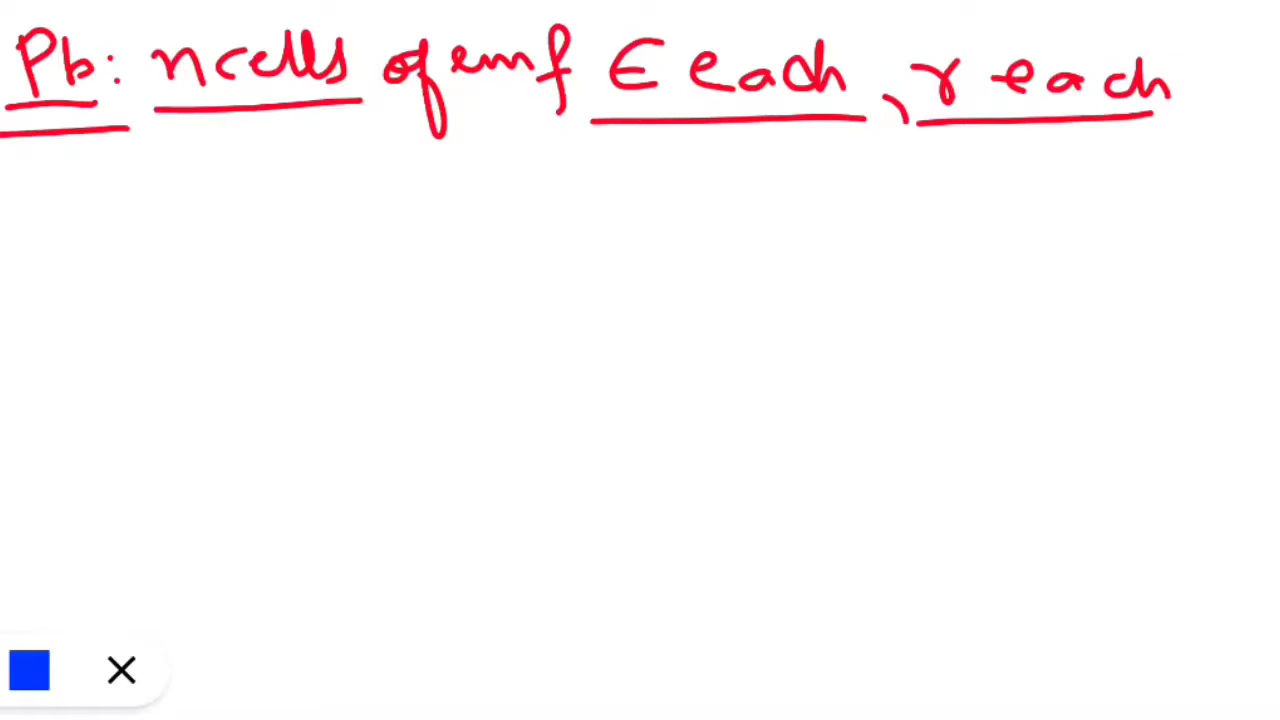 Pb: n cells of emf ε each, r each